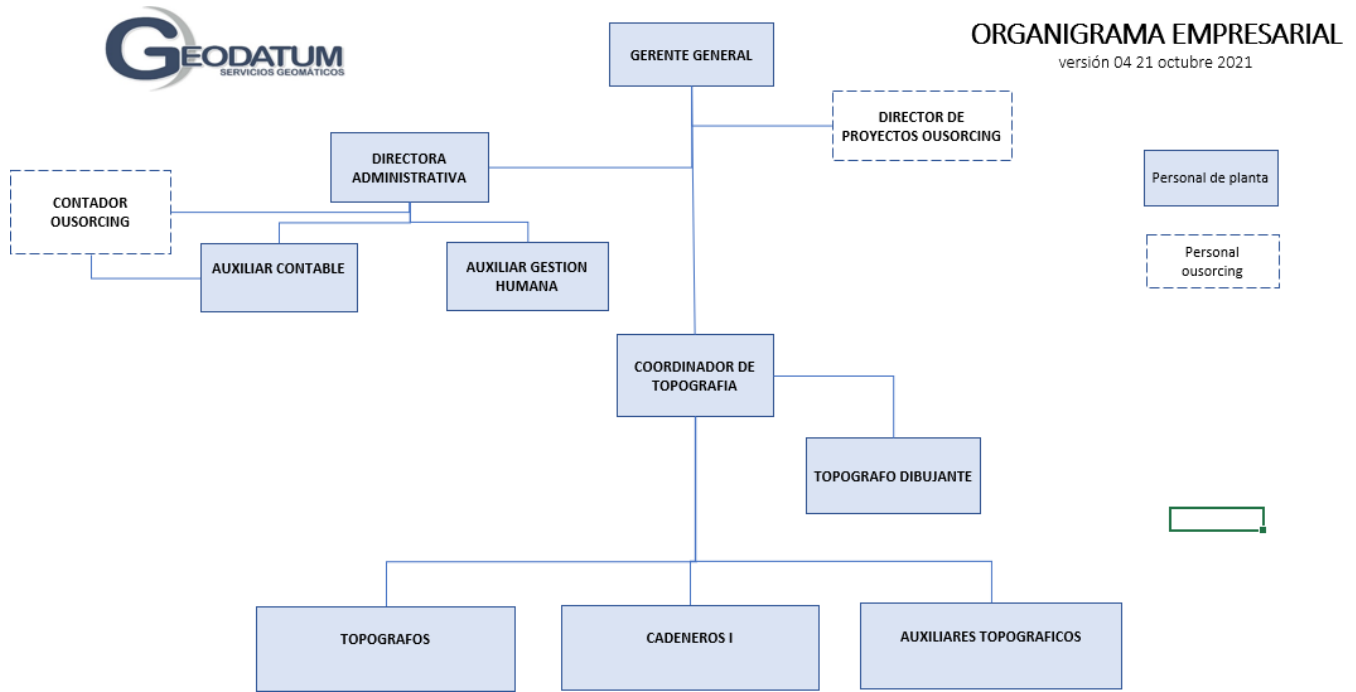 GEODATUM
SERVICIOS GEOMÁTICOS
ORGANIGRAMA EMPRESARIAL
versión 04 21 octubre 2021
GERENTE GENERAL
DIRECTOR DE
PROYECTOS OUSORCING
DIRECTORA
ADMINISTRATIVA
Personal de planta
CONTADOR
OUSORCING
Personal
ousorcing
AUXILIAR CONTABLE
AUXILIAR GESTION
HUMANA
COORDINADOR DE
TOPOGRAFIA
TOPOGRAFO DIBUJANTE
TOPOGRAFOS
CADENEROS I
AUXILIARES TOPOGRAFICOS